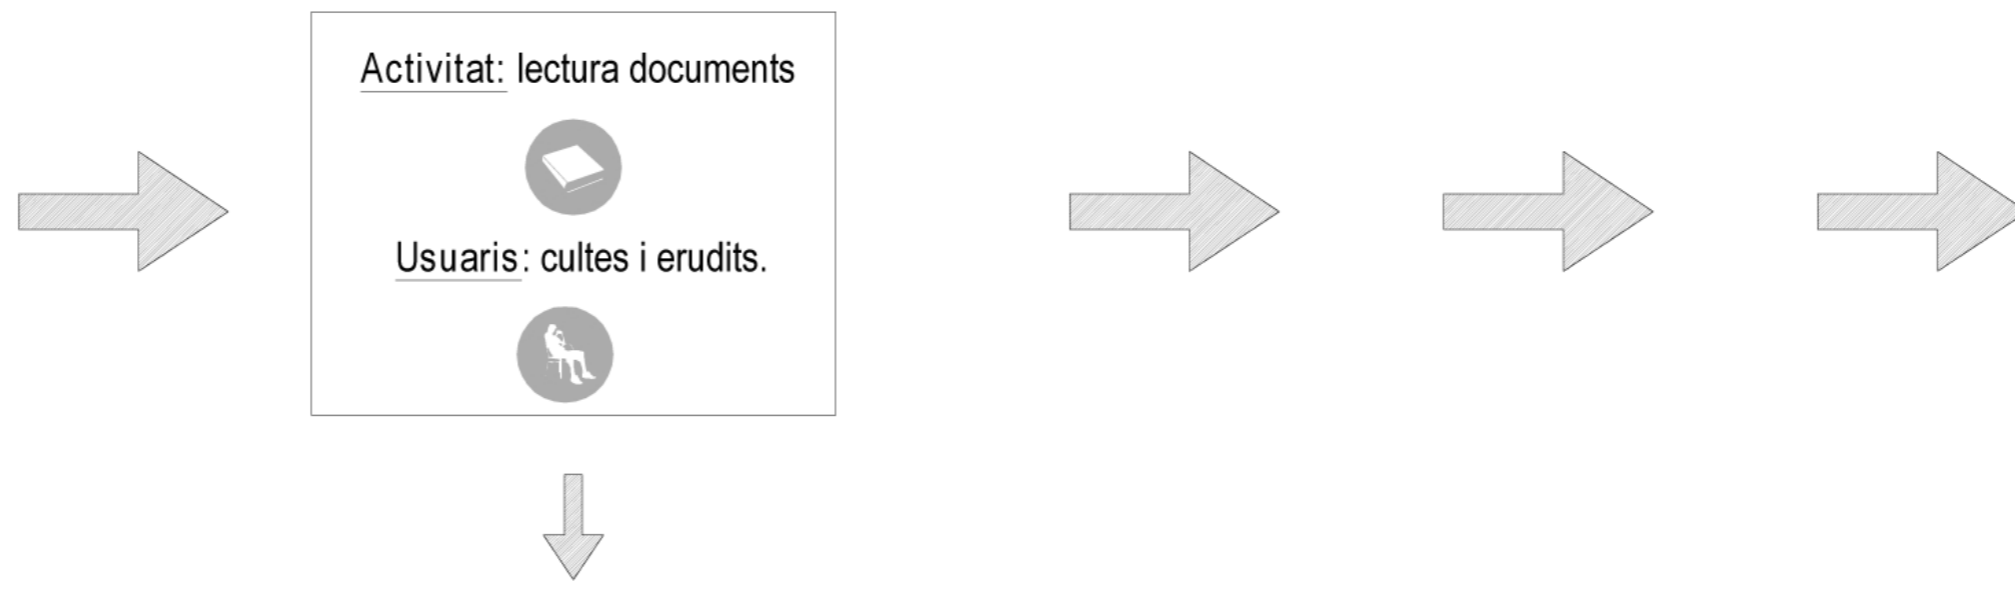 Activitat: lectura documents
Usuaris: cultes i erudits.